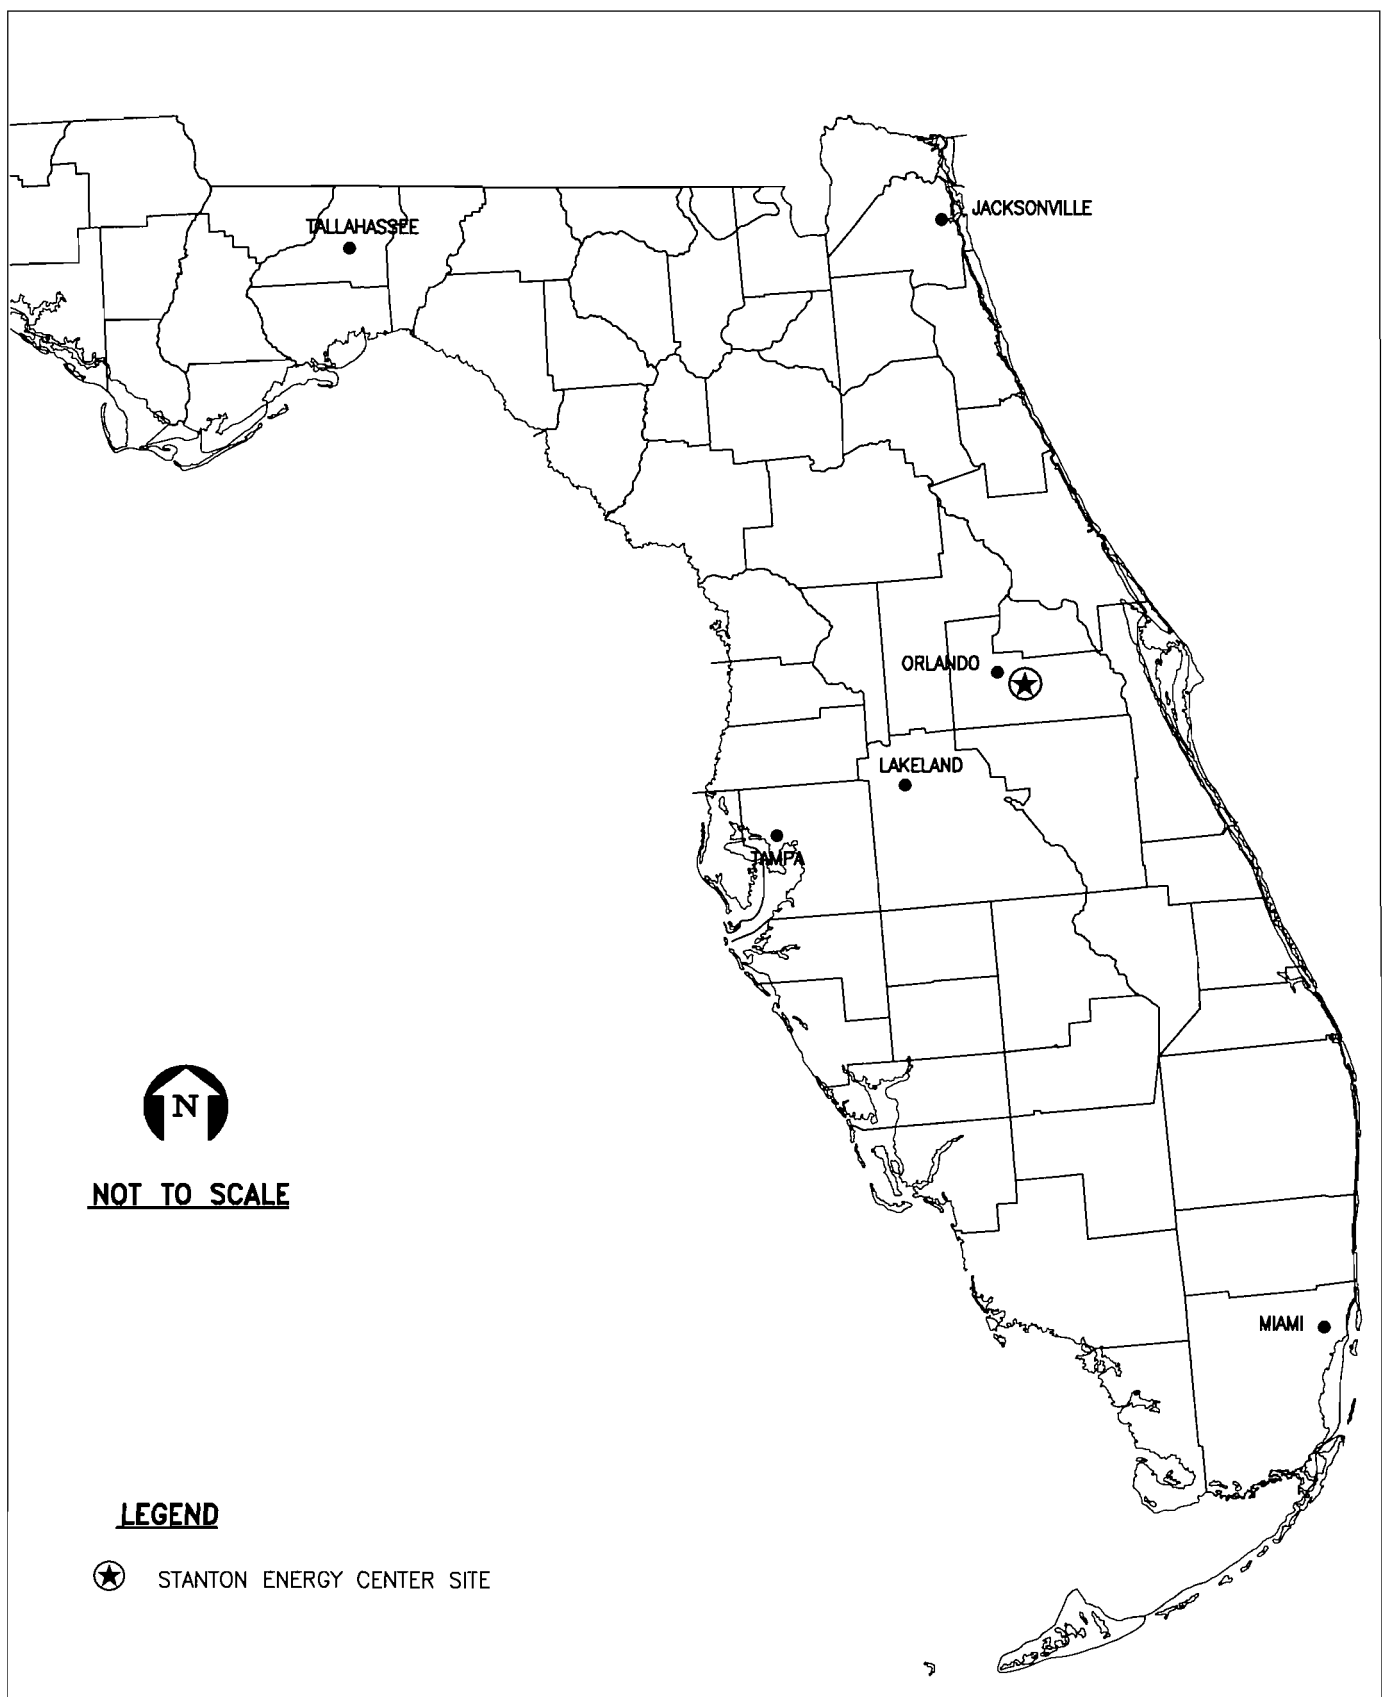 JACKSONVILLE
TALLAHASSEE
ORLANDO
LAKELAND
TAMPA
N
NOT TO SCALE
MIAMI
LEGEND
STANTON ENERGY CENTER SITE